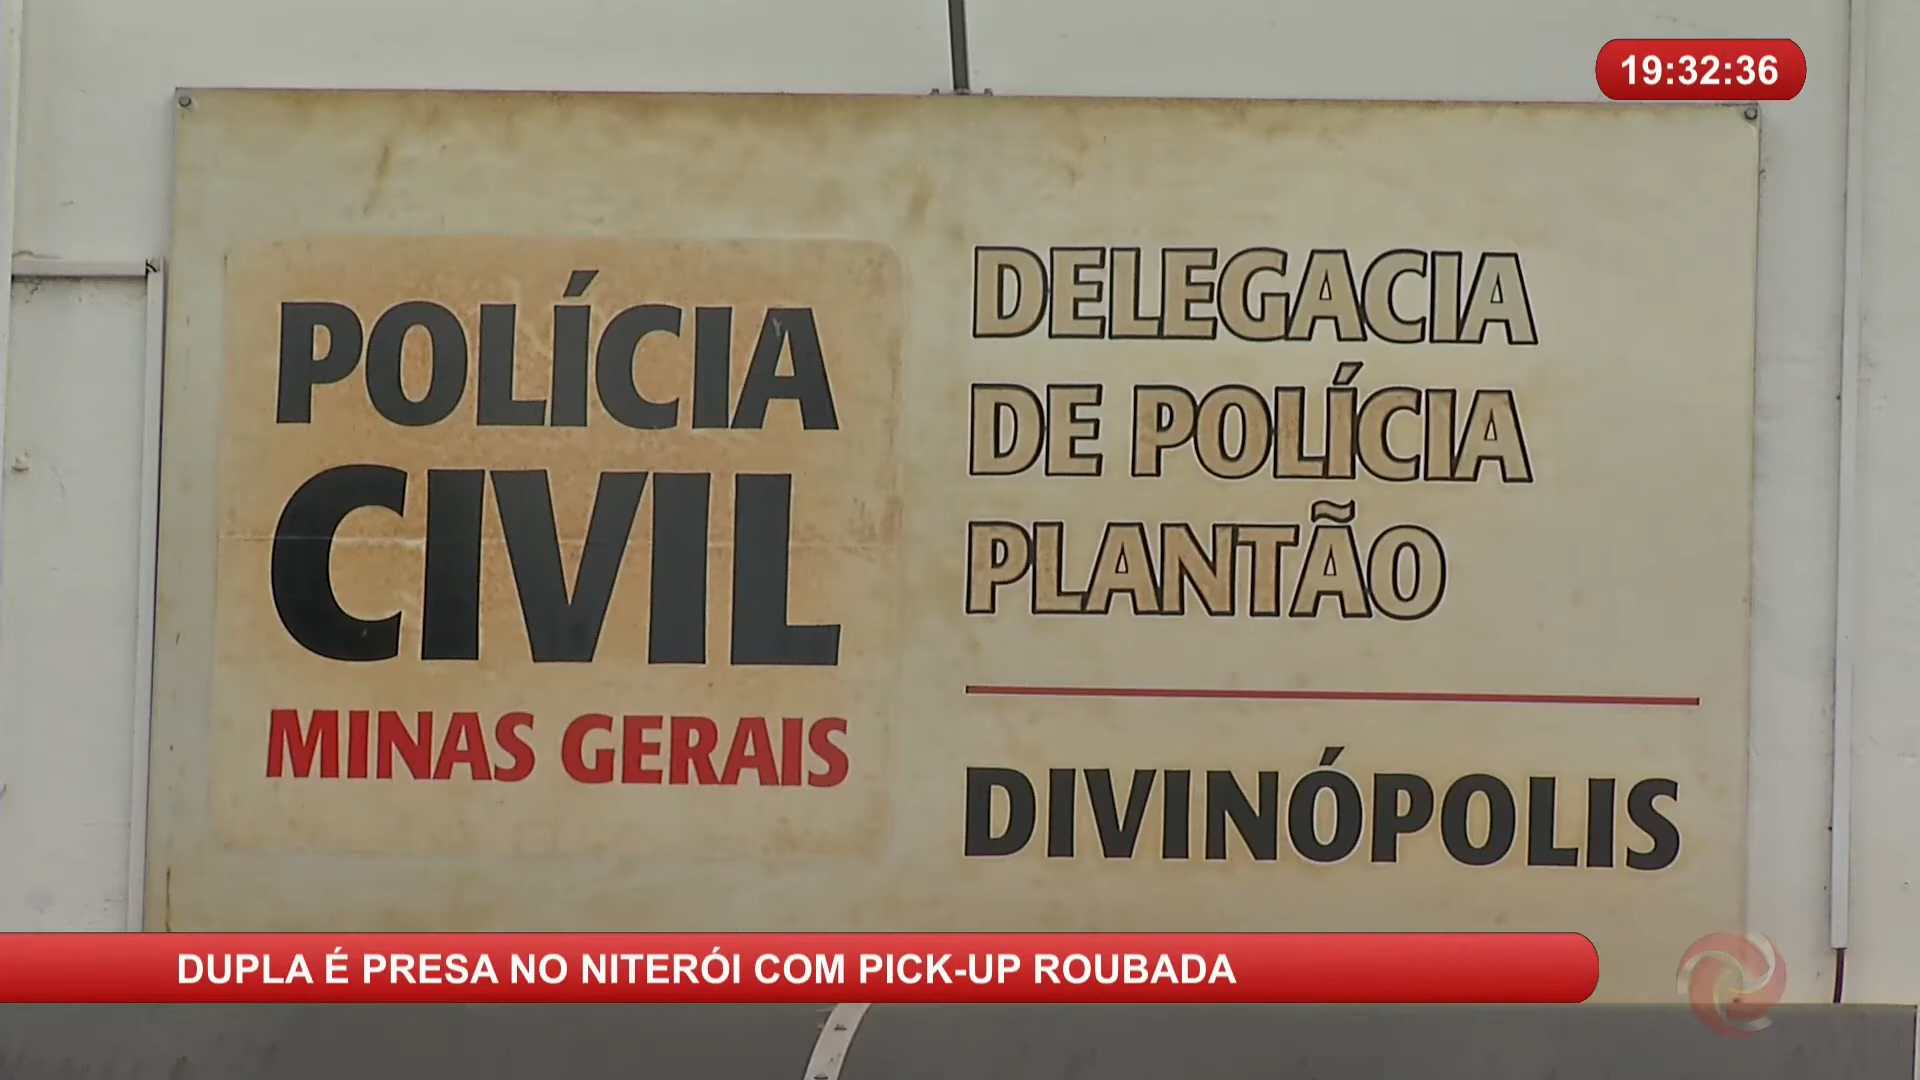 19:32:36
POLÍCIA
CIVIL
MINAS GERAIS
DELEGACIA
DE POLÍCIA
PLANTÃO
DIVINÓPOLIS
DUPLA É PRESA NO NITERÓI COM PICK-UP ROUBADA